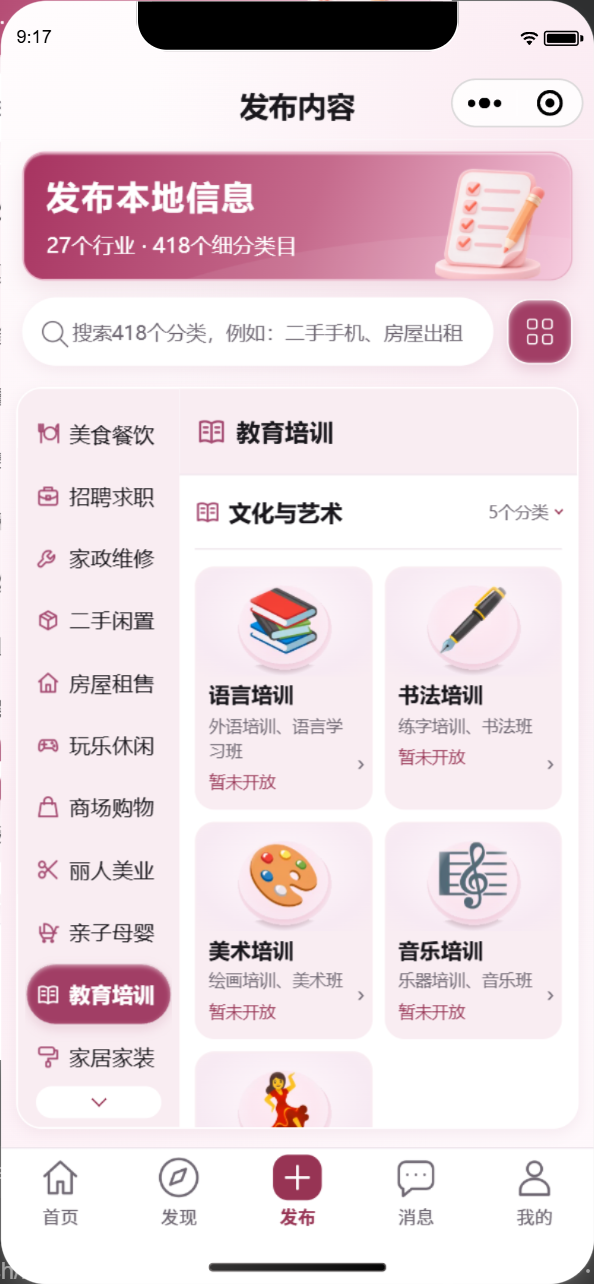 9:17
发布内容
发布本地信息
27个行业 · 418个细分类目
搜索418个分类，例如：二手手机、房屋出租
美食餐饮
招聘求职
家政维修
二手闲置
房屋租售
玩乐休闲
商场购物
丽人美业
亲子母婴
教育培训
家居家装
教育培训
文化与艺术
5个分类
语言培训
外语培训、语言学
习班
暂未开放
书法培训
练字培训、书法班
暂未开放
美术培训
绘画培训、美术班
暂未开放
音乐培训
乐器培训、音乐班
暂未开放
首页
发现
发布
消息
我的